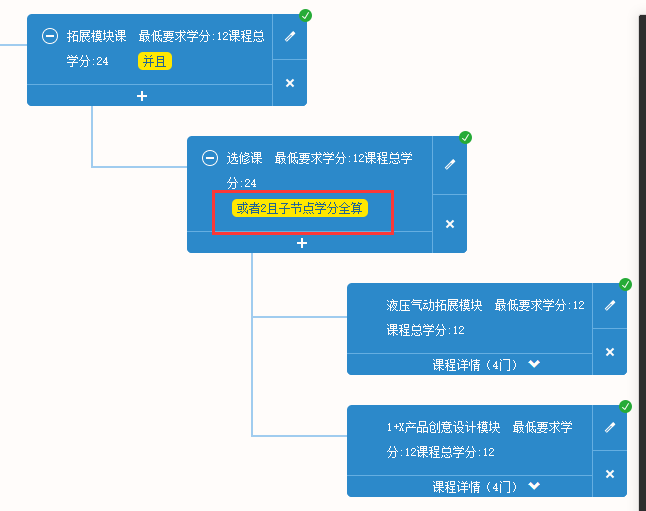 拓展模块课 最低要求学分:12课程总
学分:24 并且
选修课 最低要求学分:12课程总学
分:24
或者2且子节点学分全算
液压气动拓展模块 最低要求学分:12
课程总学分:12
课程详情（4门）
1+X产品创意设计模块 最低要求学
分:12课程总学分:12
课程详情（4门）